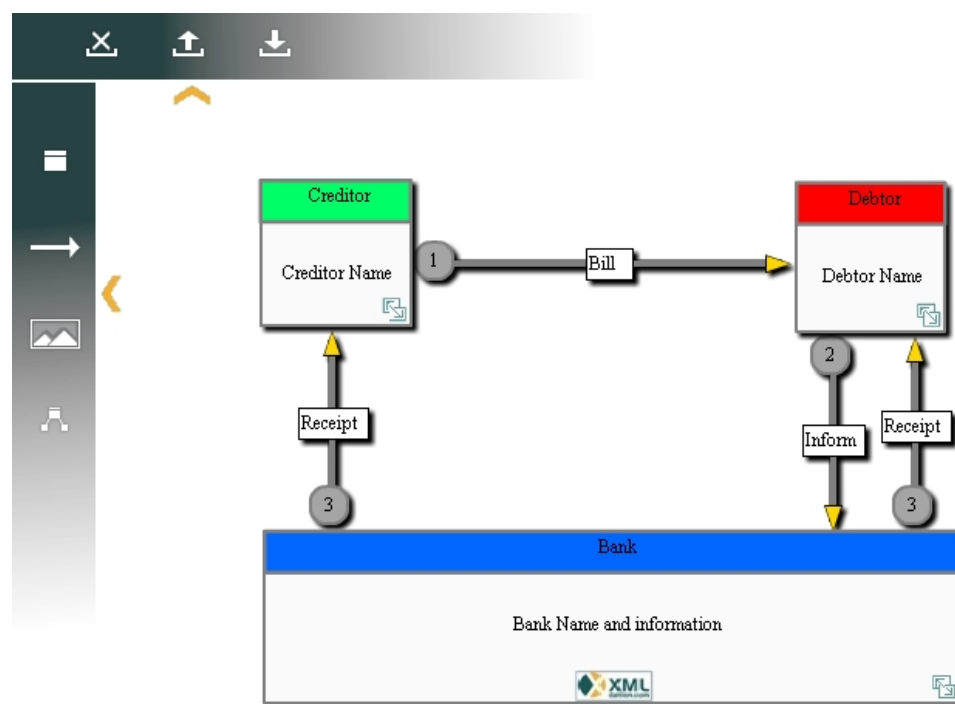 Creditor
Debtor
Creditor Name
1
Bill
Debtor Name
2
Receipt
Inform
Receipt
3
3
Bank
Bank Name and information
XML